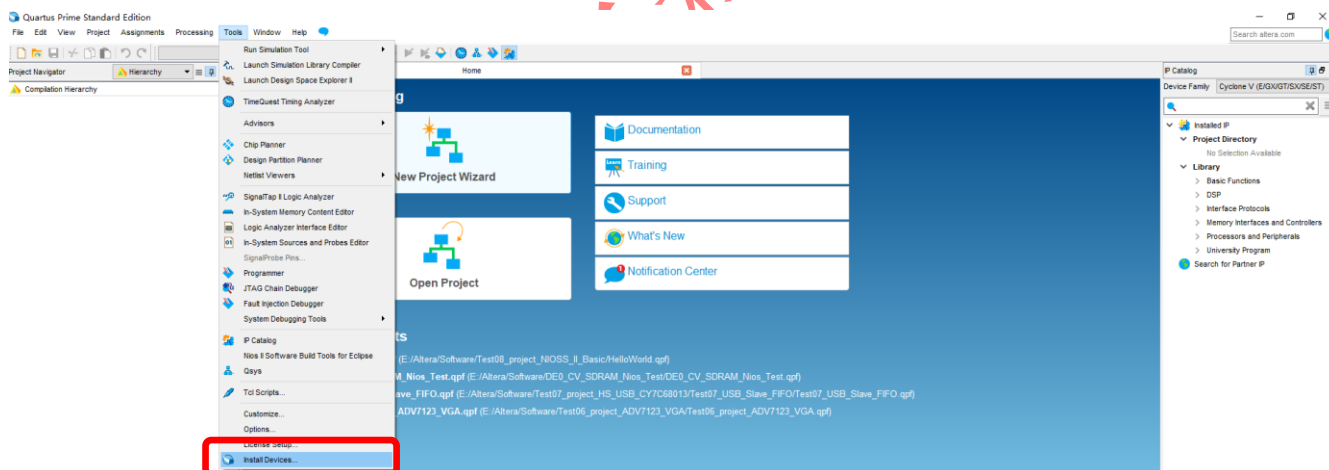 Quartus Prime Standard Edition
File Edit View Project Assignments Processing Tools Window Help
Search altera.com
Project Navigator
Hierarchy
Compilation Hierarchy
Run Simulation Tool
Launch Simulation Library Compiler
Launch Design Space Explorer II
TimeQuest Timing Analyzer
Advisors
Chip Planner
Design Partition Planner
Netlist Viewers
SignalTap II Logic Analyzer
In-System Memory Content Editor
Logic Analyzer Interface Editor
In-System Sources and Probes Editor
SignalProbe Pins...
Programmer
JTAG Chain Debugger
Fault Injection Debugger
System Debugging Tools
IP Catalog
Nios II Software Build Tools for Eclipse
Qsys
Tcl Scripts...
Customize...
Options...
License Setup...
Install Devices...
Home
g
New Project Wizard
Open Project
Documentation
Training
Support
What's New
Notification Center
ts
(E:/Altera/Software/Test08_project_NIOSS_II_Basic/HelloWorld.qpf)
M_Nios_Test.qpf (E:/Altera/Software/DE0_CV_SDRAM_Nios_Test/DE0_CV_SDRAM_Nios_Test.qpf)
ave_FIFO.qpf (E:/Altera/Software/Test07_project_HS_USB_CY7C68013/Test07_USB_Slave_FIFO/Test07_USB_Slave_FIFO.qpf)
ADV7123_VGA.qpf (E:/Altera/Software/Test06_project_ADV7123_VGA/Test06_project_ADV7123_VGA.qpf)
IP Catalog
Device Family Cyclone V (E/GX/GT/SX/SE/ST)
Installed IP
Project Directory
No Selection Available
Library
Basic Functions
DSP
Interface Protocols
Memory Interfaces and Controllers
Processors and Peripherals
University Program
Search for Partner IP